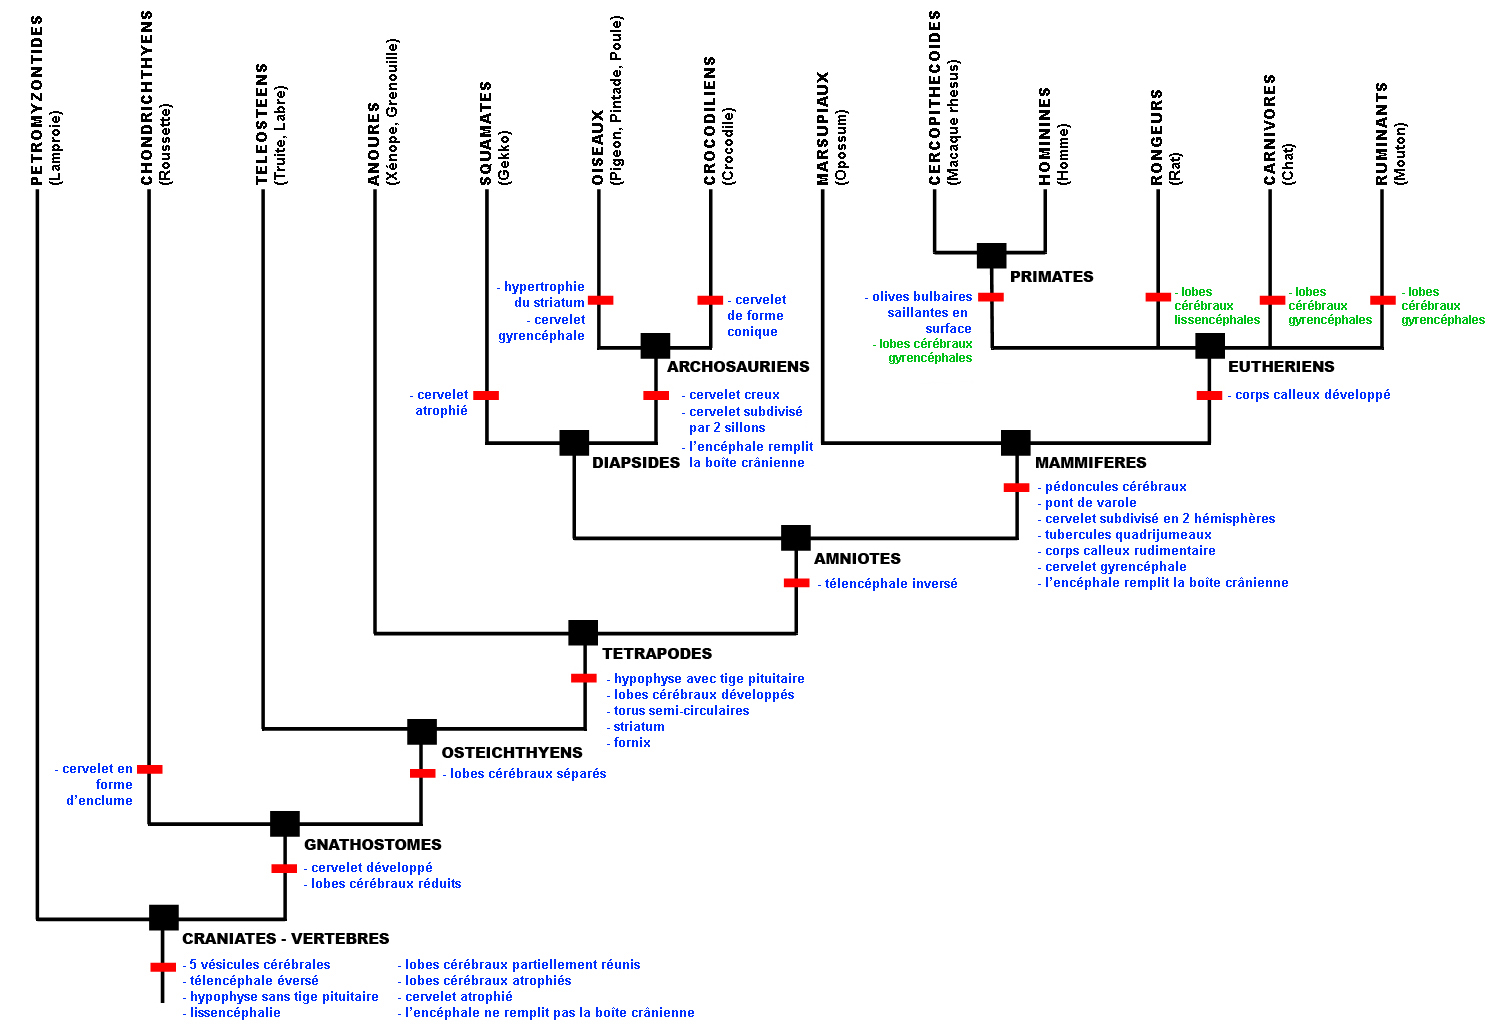 PETROMYZONTIDES
(Lamproie)
CHONDRICHTHYENS
(Roussette)
TELEOSTEENS
(Truite, Labre)
ANOURES
(Xénope, Grenouille)
SQUAMATES
(Gekko)
OISEAUX
(Pigeon, Pintade, Poule)
CROCODILIENS
(Crocodile)
MARSUPIAUX
(Opossum)
CERCOPITHECOIDES
(Macaque rhesus)
HOMININES
(Homme)
RONGEURS
(Rat)
CARNIVORES
(Chat)
RUMINANTS
(Mouton)
PRIMATES
- hypertrophie
du striatum
- cervelet
gyrencéphale
- cervelet
de forme
conique
- olives bulbaires
saillantes en
surface
- lobes cérébraux
gyrencéphales
- lobes
cérébraux
lissencéphales
- lobes
cérébraux
gyrencéphales
- lobes
cérébraux
gyrencéphales
ARCHOSAURIENS
EUTHERIENS
- cervelet
atrophié
- cervelet creux
- cervelet subdivisé
par 2 sillons
- l'encéphale remplit
la boîte crânienne
- corps calleux développé
DIAPSIDES
MAMMIFERES
- pédoncules cérébraux
- pont de varole
- cervelet subdivisé en 2 hémisphères
- tubercules quadrijumeaux
- corps calleux rudimentaire
- cervelet gyrencéphale
- l'encéphale remplit la boîte crânienne
AMNIOTES
- télencéphale inversé
TETRAPODES
- hypophyse avec tige pituitaire
- lobes cérébraux développés
- torus semi-circulaires
- striatum
- fornix
OSTEICHTHYENS
- lobes cérébraux séparés
- cervelet en
forme
d'enclume
GNATHOSTOMES
- cervelet développé
- lobes cérébraux réduits
CRANIATES - VERTEBRES
- 5 vésicules cérébrales
- télencéphale éversé
- hypophyse sans tige pituitaire
- lissencéphalie
- lobes cérébraux partiellement réunis
- lobes cérébraux atrophiés
- cervelet atrophié
- l'encéphale ne remplit pas la boîte crânienne